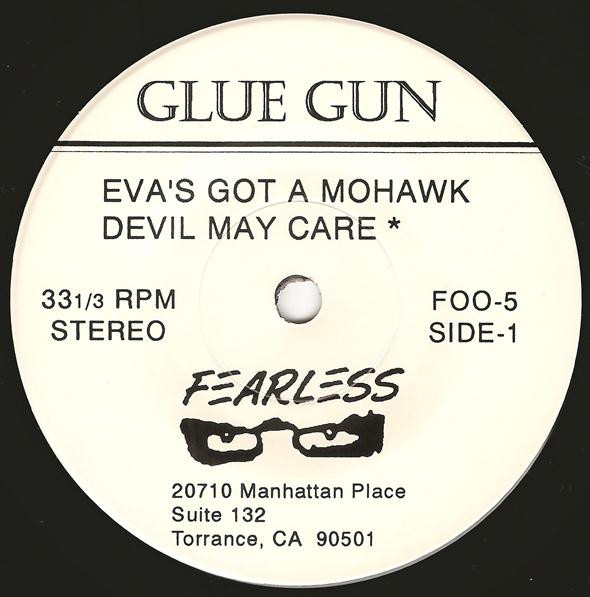 GLUE GUN
EVA'S GOT A MOHAWK
DEVIL MAY CARE *
33 1/3 RPM
STEREO
FOO-5
SIDE-1
FEARLESS
20710 Manhattan Place
Suite 132
Torrance, CA 90501